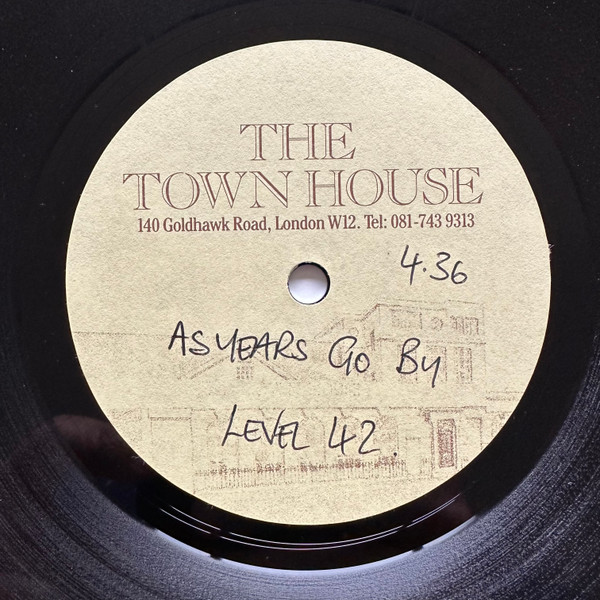 THE
TOWN HOUSE
140 Goldhawk Road, London W12. Tel: 081-743 9313
4.36
AS YEARS GO BY
LEVEL 42.